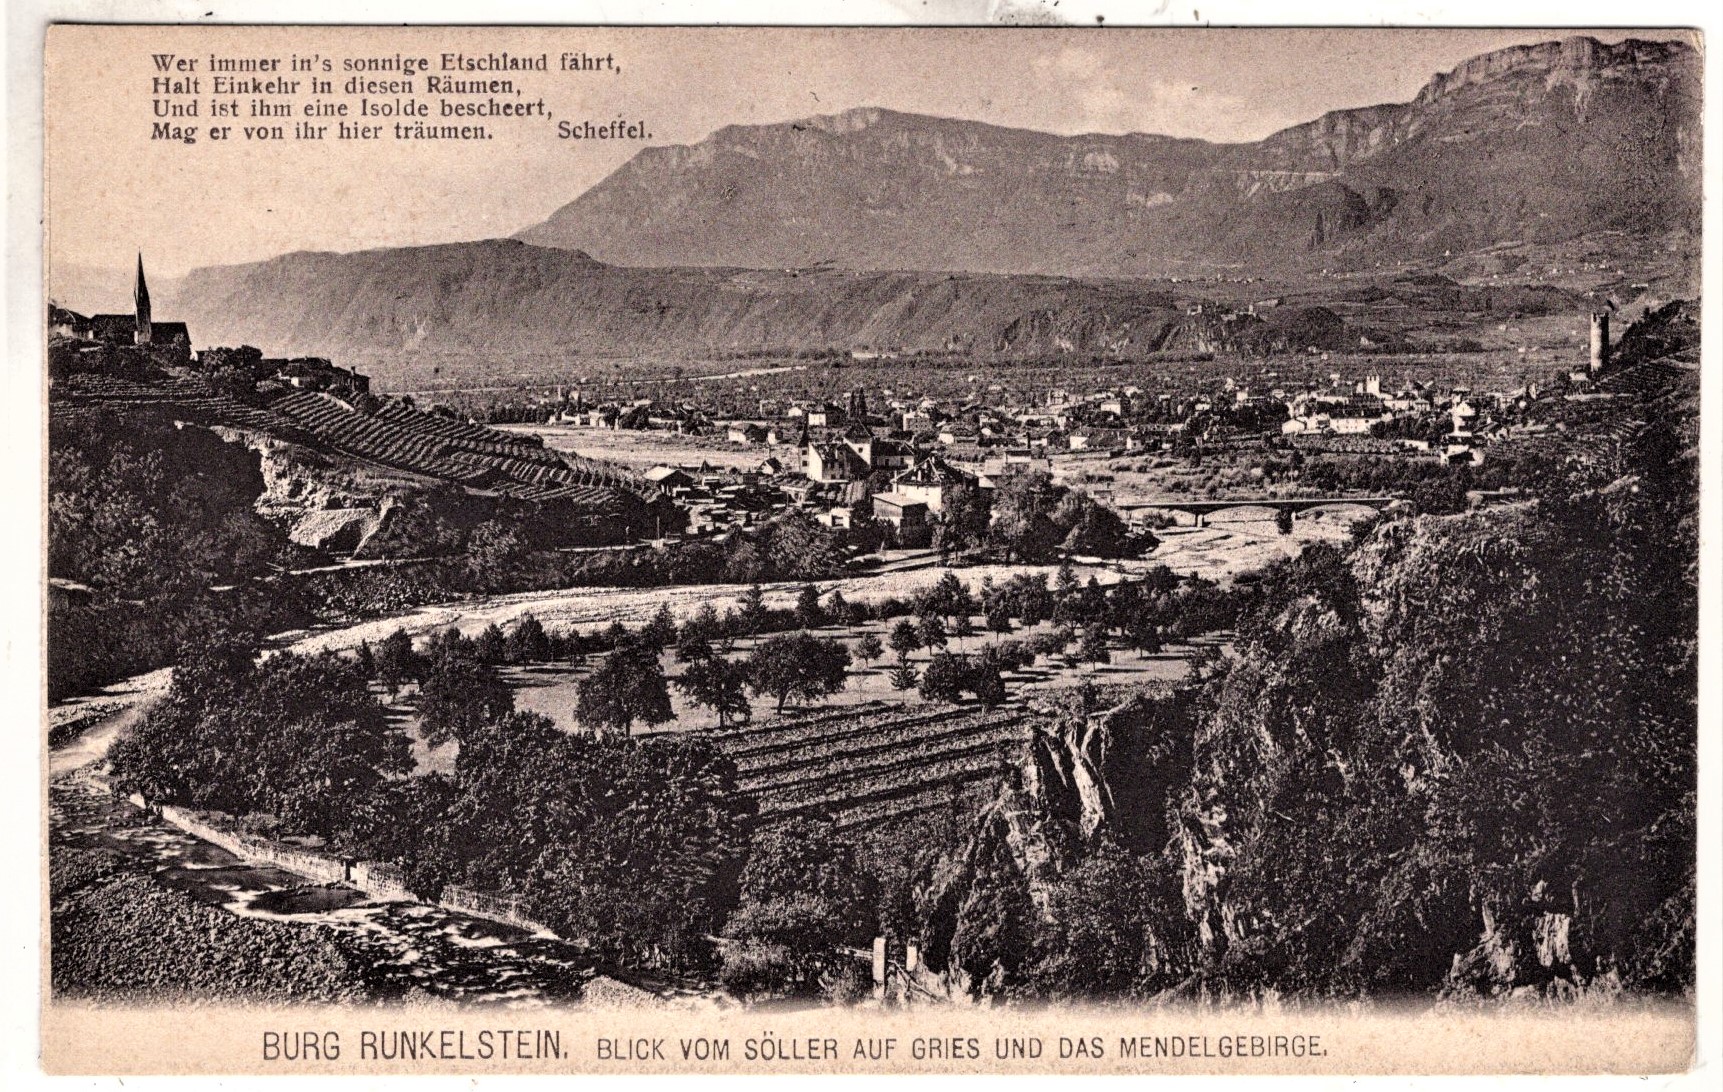 Wer immer in's sonnige Etschland fährt,
Halt Einkehr in diesen Räumen,
Und ist ihm eine Isolde bescheert,
Mag er von ihr hier träumen. Scheffel.
BURG RUNKELSTEIN. BLICK VOM SÖLLER AUF GRIES UND DAS MENDELGEBIRGE.